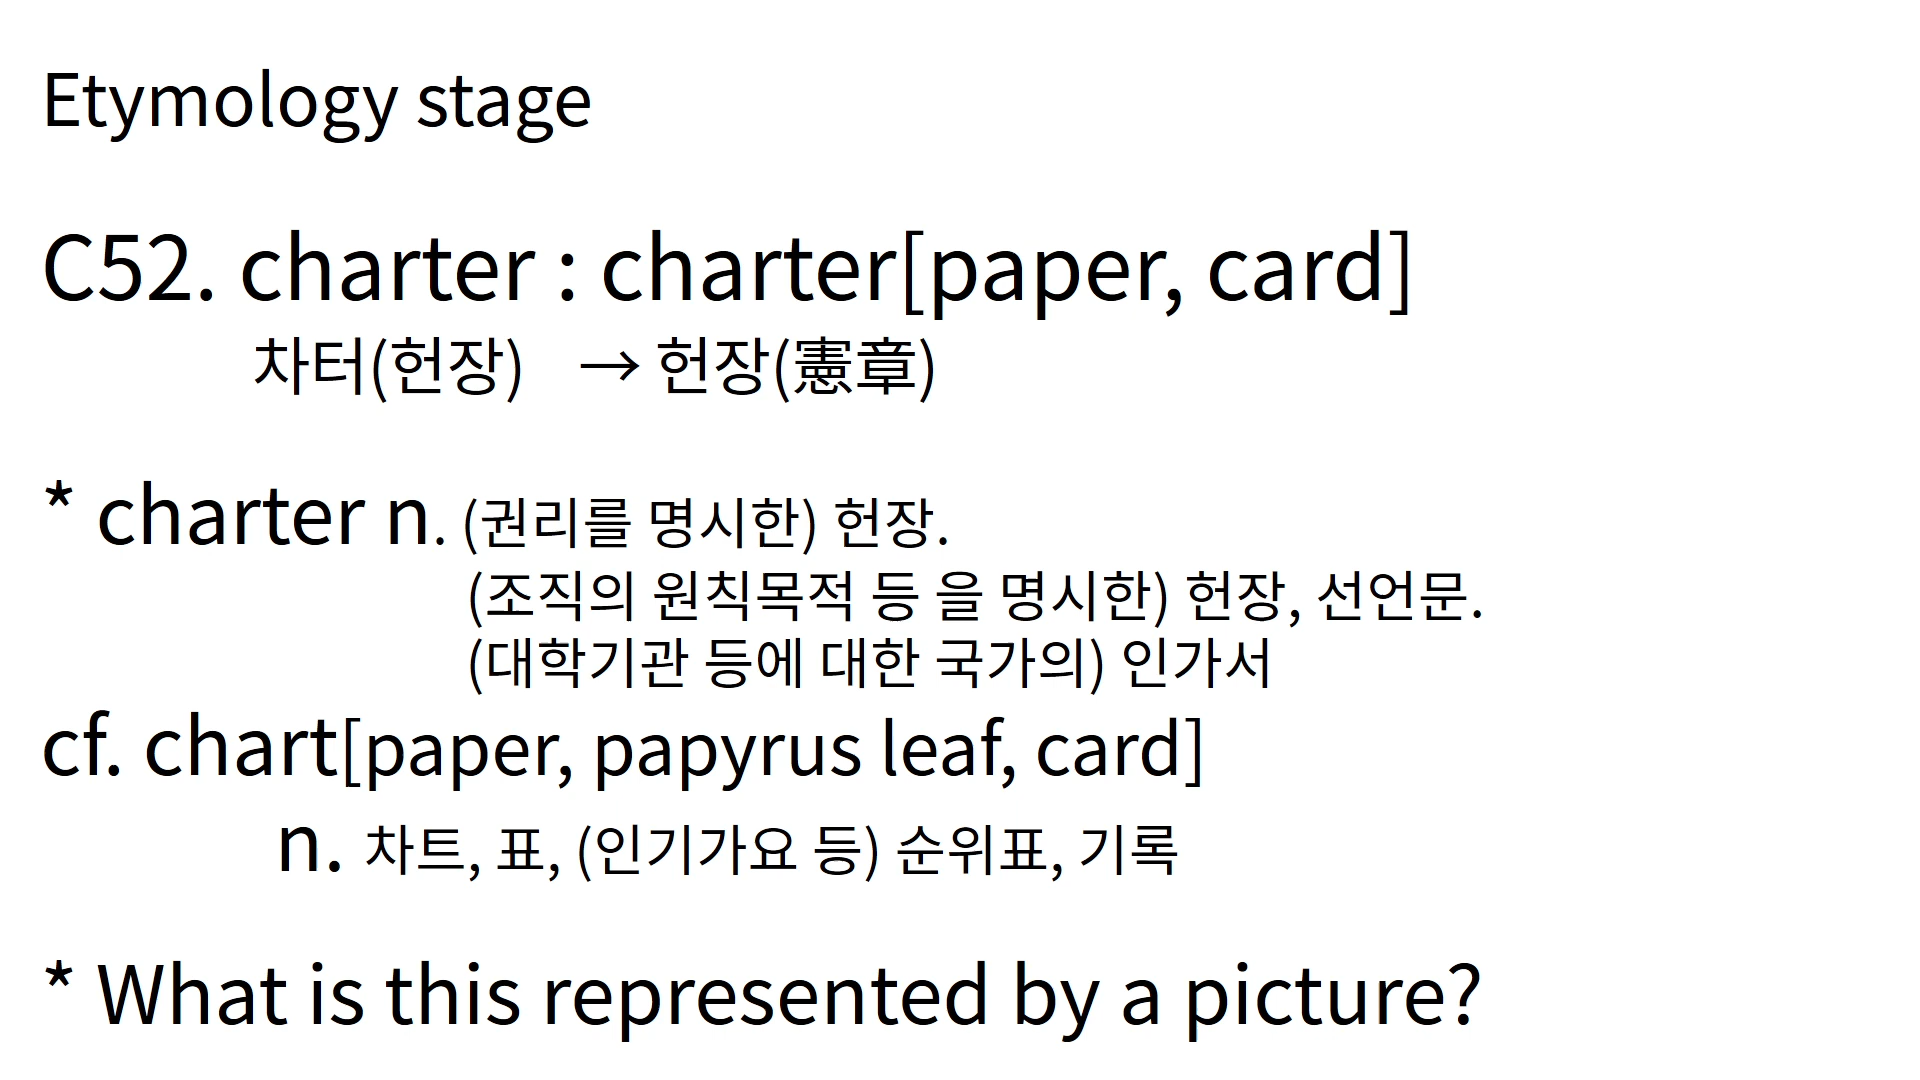 Etymology stage
C52. charter : charter[paper, card]
차터(헌장) → 헌장(憲章)
* charter n. (권리를 명시한) 헌장.
(조직의 원칙목적 등 을 명시한) 헌장, 선언문.
(대학기관 등에 대한 국가의) 인가서
cf. chart[paper, papyrus leaf, card]
n. 차트, 표, (인기가요 등) 순위표, 기록
* What is this represented by a picture?